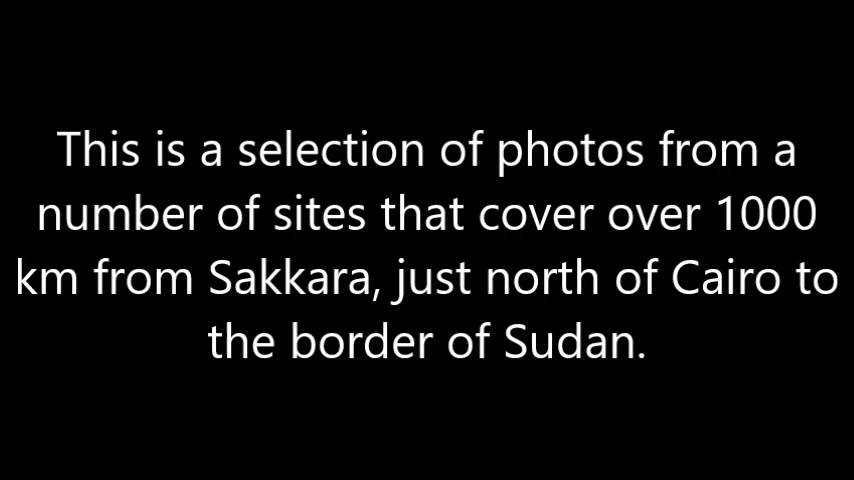 This is a selection of photos from a
number of sites that cover over 1000
km from Sakkara, just north of Cairo to
the border of Sudan.